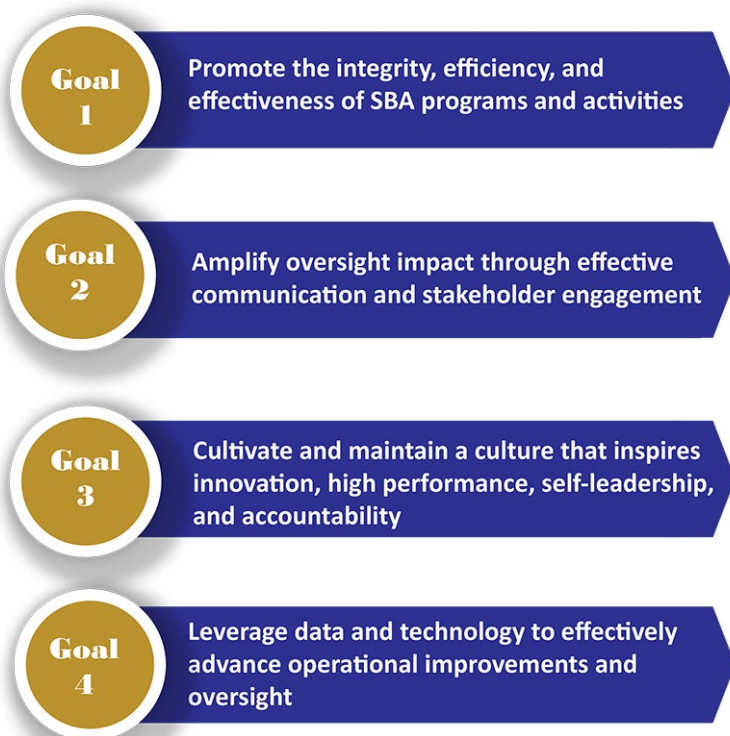 Goal
1
Promote the integrity, efficiency, and
effectiveness of SBA programs and activities
Goal
2
Amplify oversight impact through effective
communication and stakeholder engagement
Goal
3
Cultivate and maintain a culture that inspires
innovation, high performance, self-leadership,
and accountability
Goal
4
Leverage data and technology to effectively
advance operational improvements and
oversight